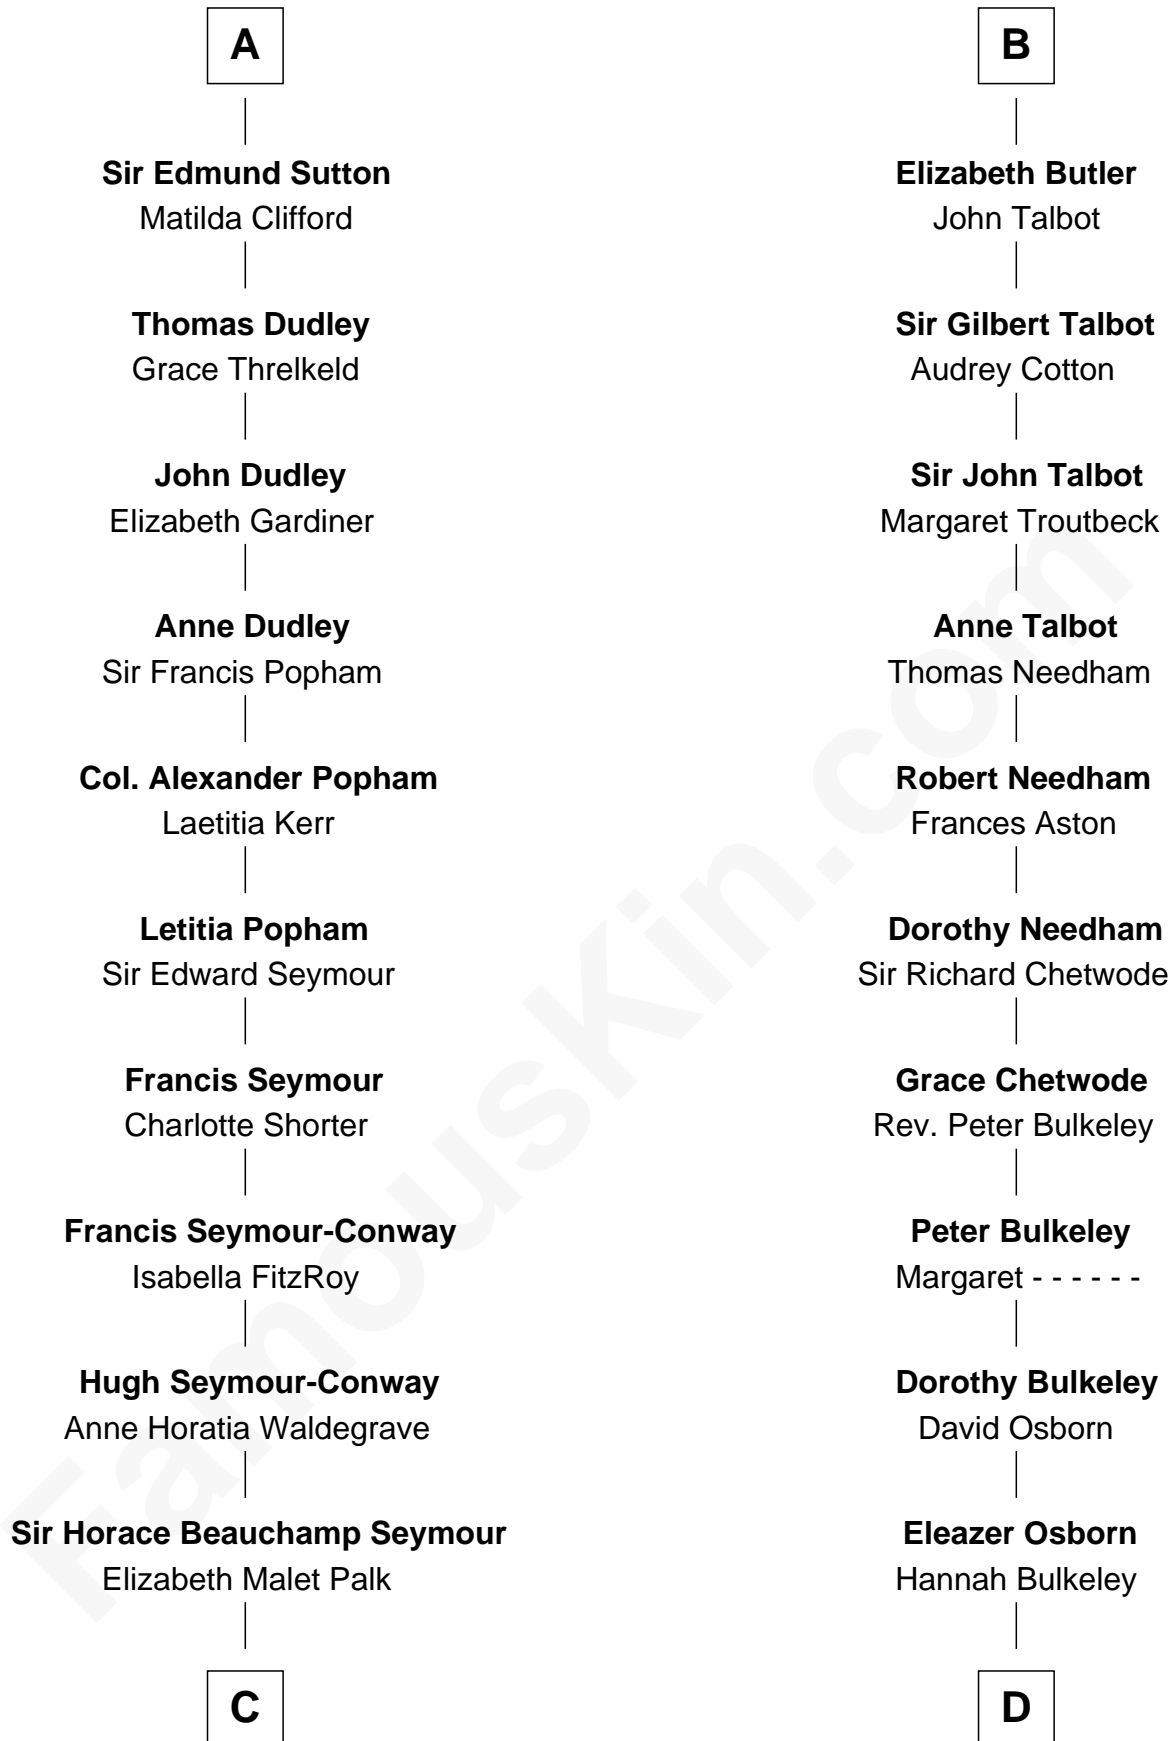 A
Sir Edmund Sutton
Matilda Clifford
Thomas Dudley
Grace Threlkeld
John Dudley
Elizabeth Gardiner
Anne Dudley
Sir Francis Popham
Col. Alexander Popham
Laetitia Kerr
Letitia Popham
Sir Edward Seymour
Francis Seymour
Charlotte Shorter
Francis Seymour-Conway
Isabella FitzRoy
Hugh Seymour-Conway
Anne Horatia Waldegrave
Sir Horace Beauchamp Seymour
Elizabeth Malet Palk
C
B
Elizabeth Butler
John Talbot
Sir Gilbert Talbot
Audrey Cotton
Sir John Talbot
Margaret Troutbeck
Anne Talbot
Thomas Needham
Robert Needham
Frances Aston
Dorothy Needham
Sir Richard Chetwode
Grace Chetwode
Rev. Peter Bulkeley
Peter Bulkeley
Margaret - - - - - -
Dorothy Bulkeley
David Osborn
Eleazer Osborn
Hannah Bulkeley
D
FamousKin.com